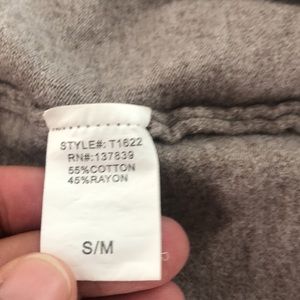 STYLE#: T1622
RN#:137839
55%COTTON
45%RAYON
S/M